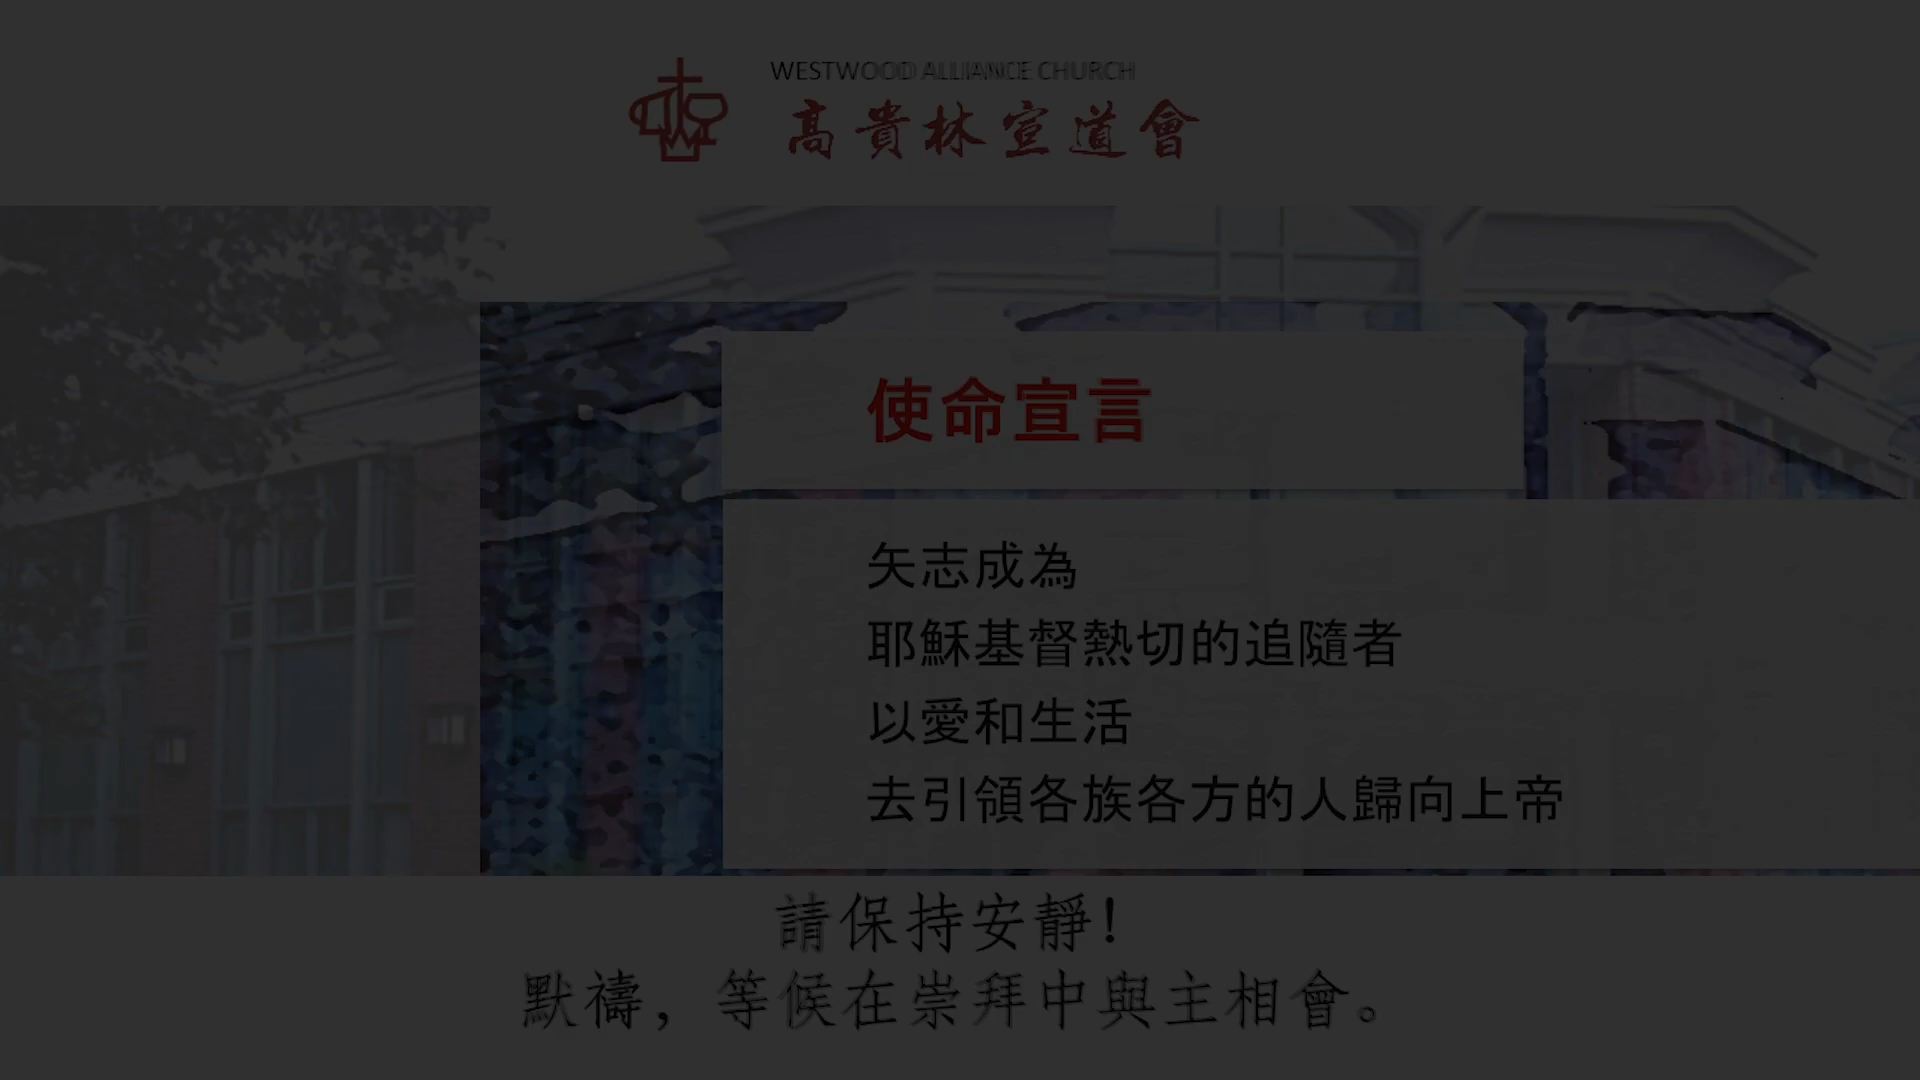 WESTWOOD ALLIANCE CHURCH
高貴林宣道會
使命宣言
矢志成為
耶穌基督熱切的追隨者
以愛和生活
去引領各族各方的人歸向上帝
請保持安靜!
默禱，等候在崇拜中與主相會。